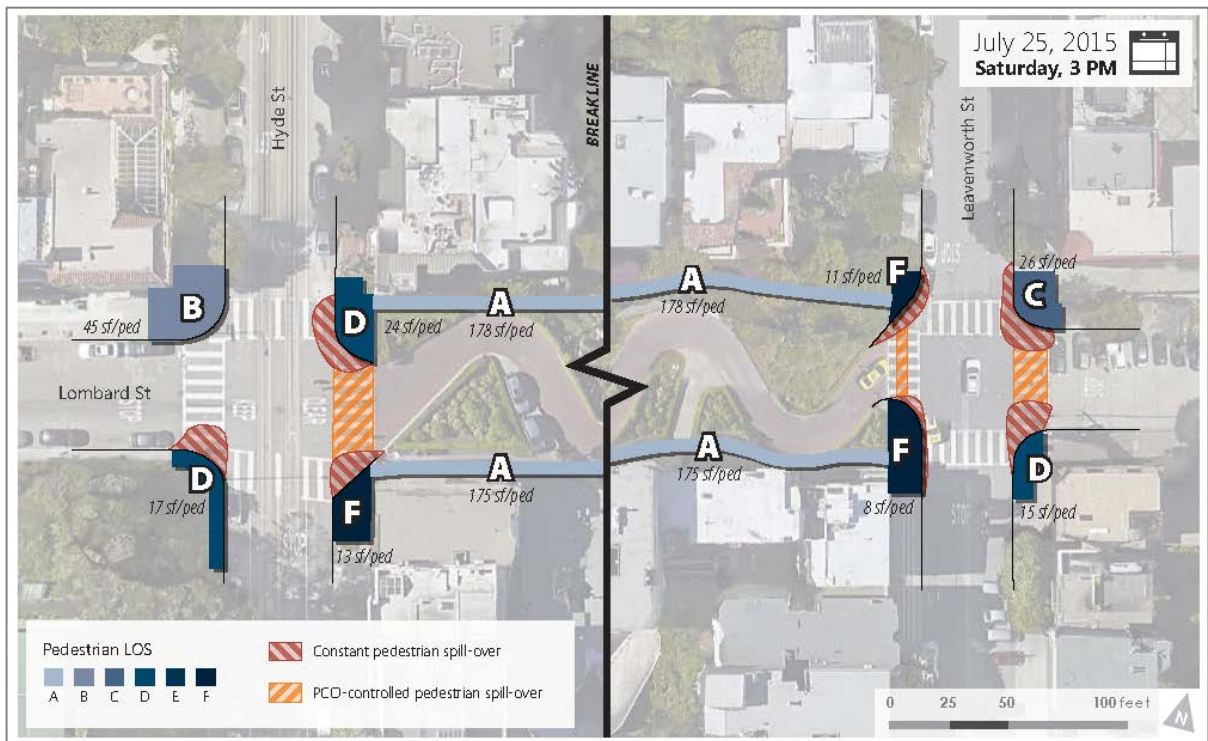 July 25, 2015
Saturday, 3 PM
Hyde St
BREAK LINE
Leavenworth St
STOP
B
45 sf/ped
D
24 sf/ped
A
178 sf/ped
A
178 sf/ped
11 sf/ped
F
26 sf/ped
C
Lombard St
STOP
D
17 sf/ped
F
13 sf/ped
A
175 sf/ped
A
175 sf/ped
F
8 sf/ped
D
15 sf/ped
STOP
Pedestrian LOS
A B C D E F
Constant pedestrian spill-over
PCO-controlled pedestrian spill-over
0 25 50 100 feet
N